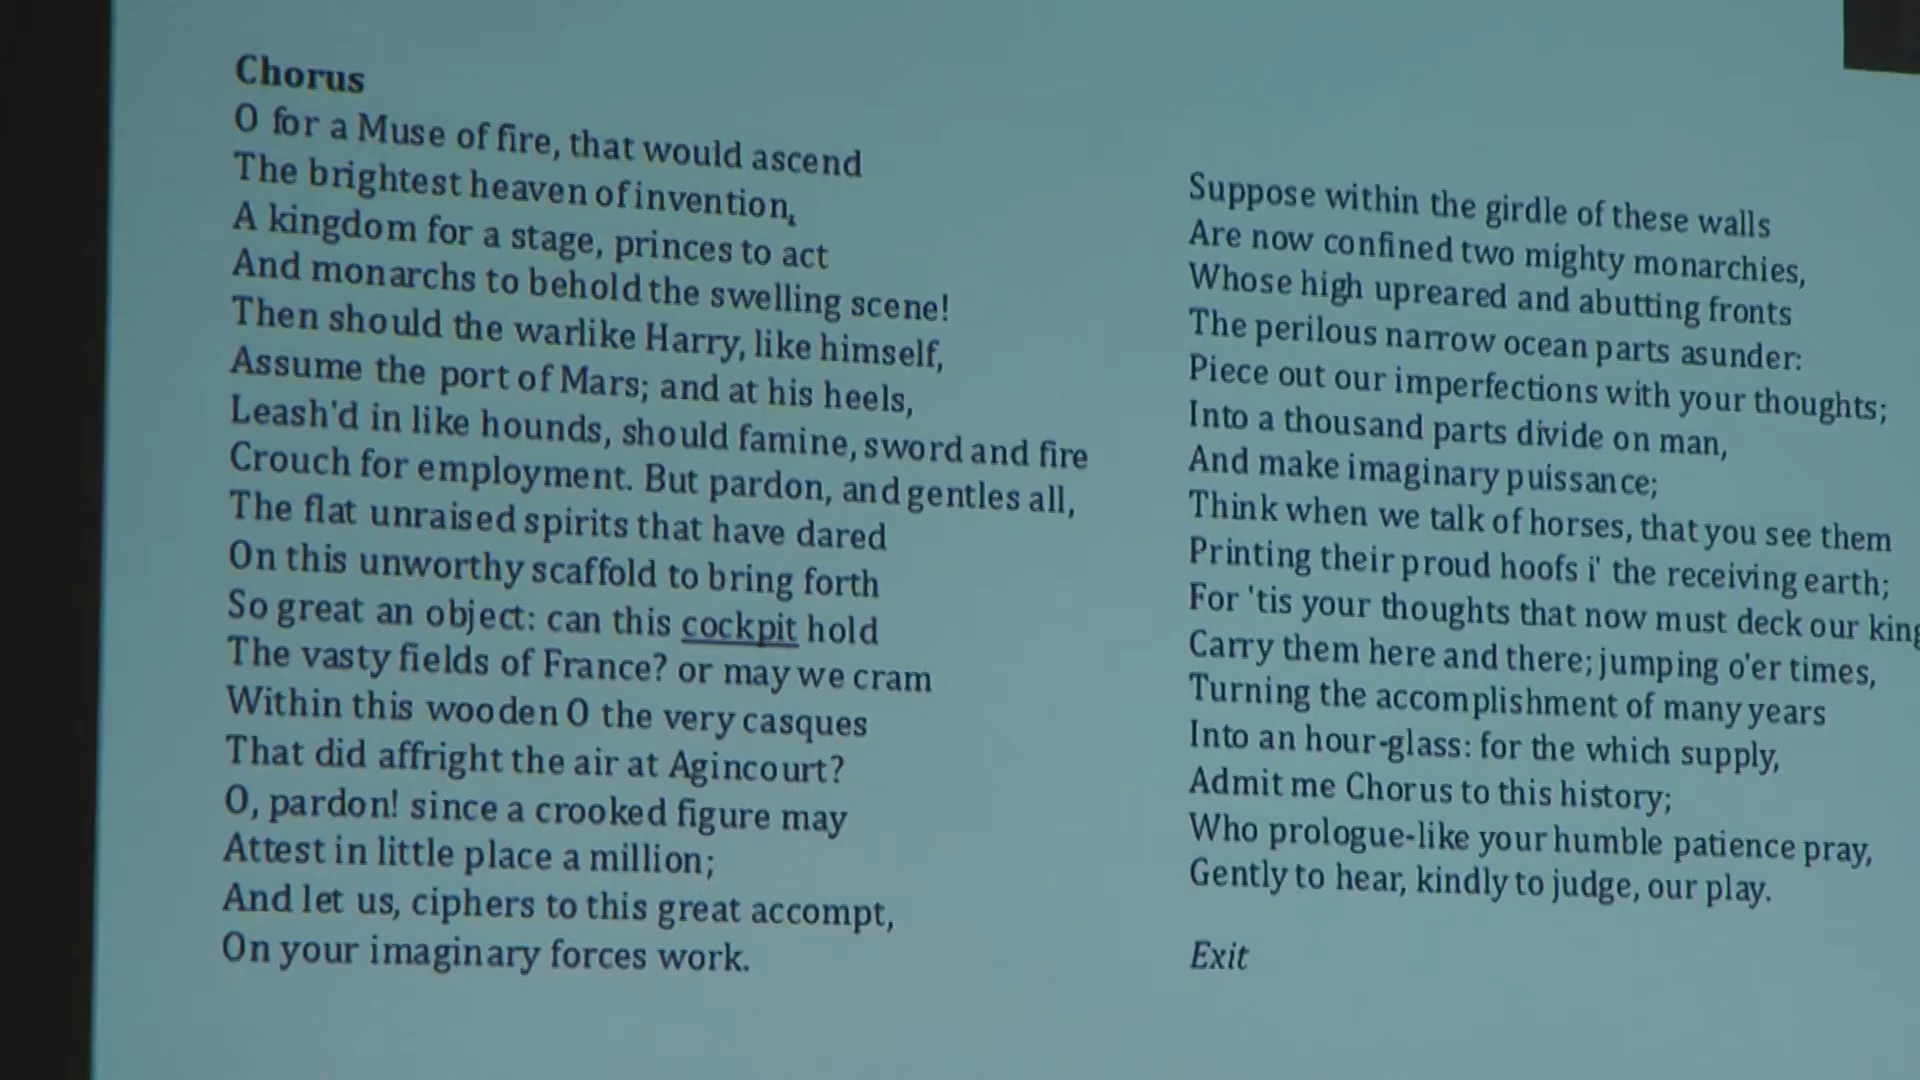 Chorus
O for a Muse of fire, that would ascend
The brightest heaven of invention,
A kingdom for a stage, princes to act
And monarchs to behold the swelling scene!
Then should the warlike Harry, like himself,
Assume the port of Mars; and at his heels,
Leash'd in like hounds, should famine, sword and fire
Crouch for employment. But pardon, and gentles all,
The flat unraised spirits that have dared
On this unworthy scaffold to bring forth
So great an object: can this cockpit hold
The vasty fields of France? or may we cram
Within this wooden O the very casques
That did affright the air at Agincourt?
O, pardon! since a crooked figure may
Attest in little place a million;
And let us, ciphers to this great accompt,
On your imaginary forces work.
Suppose within the girdle of these walls
Are now confined two mighty monarchies,
Whose high upreared and abutting fronts
The perilous narrow ocean parts asunder:
Piece out our imperfections with your thoughts;
Into a thousand parts divide on man,
And make imaginary puissance;
Think when we talk of horses, that you see them
Printing their proud hoofs i' the receiving earth;
For 'tis your thoughts that now must deck our king
Carry them here and there; jumping o'er times,
Turning the accomplishment of many years
Into an hour-glass: for the which supply,
Admit me Chorus to this history;
Who prologue-like your humble patience pray,
Gently to hear, kindly to judge, our play.
Exit